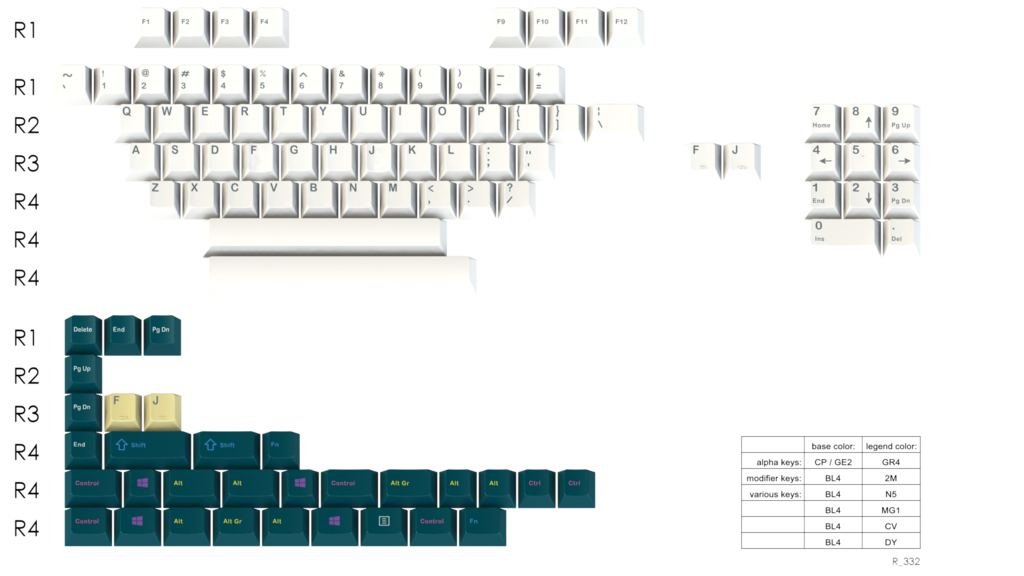 R1 F1 F2 F3 F4 F9 F10 F11 F12
R1 ~ ! @ # $ % ^ & * ( ) — +
` 1 2 3 4 5 6 7 8 9 0 - =
R2 Q W E R T Y U I O P { } ¦ 7 8 ↑ 9
[ ] \ Home Pg Up
R3 A S D F G H J K L : " F J 4 5 6
; , ← →
R4 Z X C V B N M < > ? 1 2 ↓ 3
, . / End Pg Dn
R4 0 .
Ins Del
R4
R1 Delete End Pg Dn
R2 Pg Up
R3 Pg Dn F J
R4 End Shift Shift Fn
R4 Control Alt Alt Control Alt Gr Alt Alt Ctrl Ctrl
R4 Control Alt Alt Gr Alt Control Fn
base color: legend color:
alpha keys: CP / GE2 GR4
modifier keys: BL4 2M
various keys: BL4 N5
BL4 MG1
BL4 CV
BL4 DY
R_332